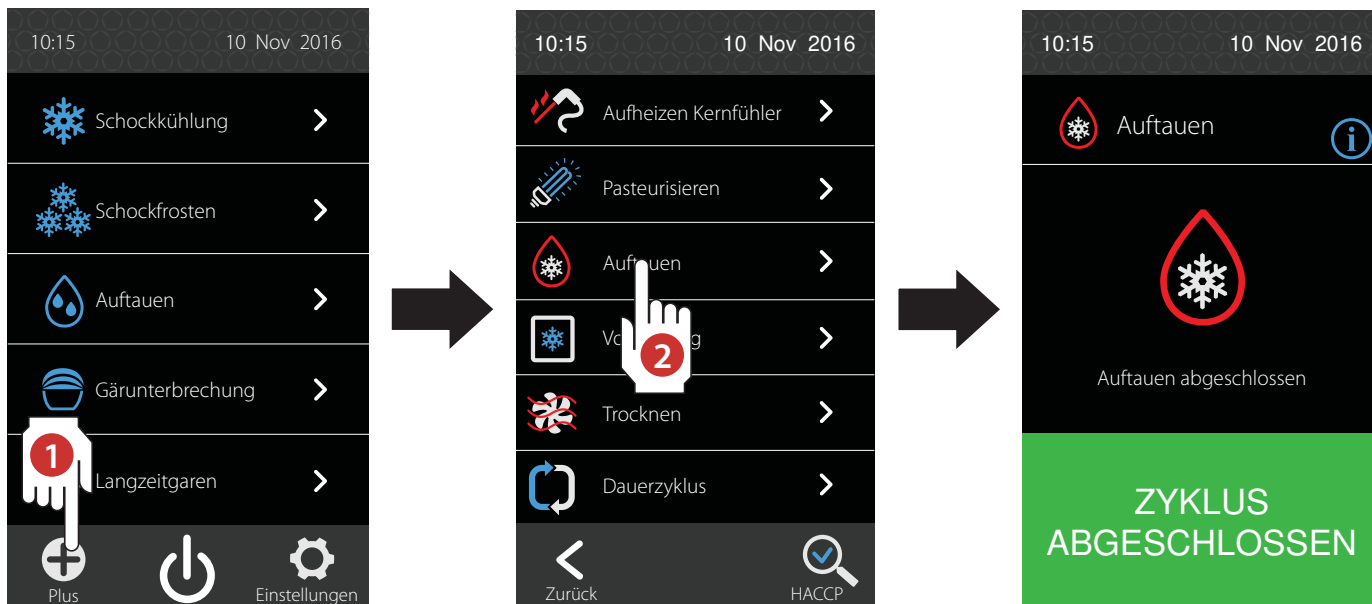 10:15 10 Nov 2016
Schockkühlung
Schockfrosten
Auftauen
Gärunterbrechung
Langzeitgaren
1
Plus
Einstellungen
10:15 10 Nov 2016
Aufheizen Kernfühler
Pasteurisieren
Auftauen
2
Trocknen
Dauerzyklus
Zurück
HACCP
10:15 10 Nov 2016
Auftauen
i
Auftauen abgeschlossen
ZYKLUS
ABGESCHLOSSEN